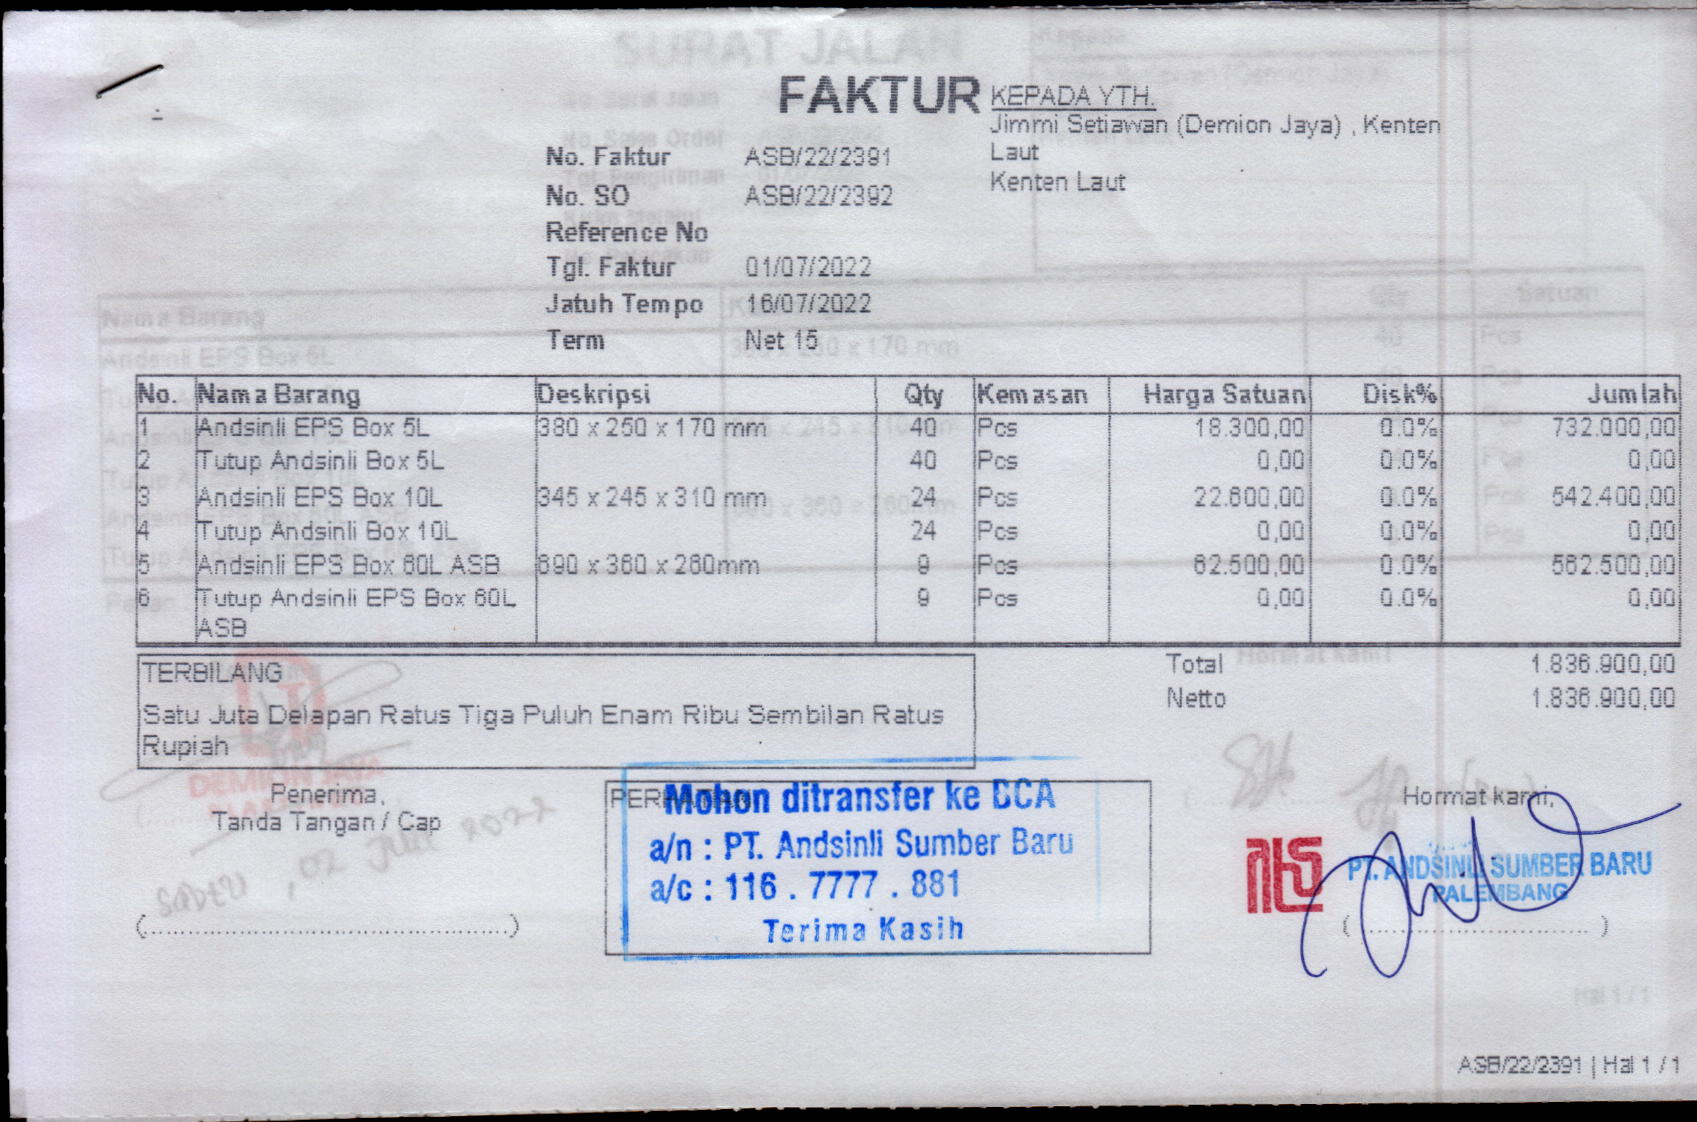 FAKTUR
KEPADA YTH.
Jimmi Setiawan (Demion Jaya) , Kenten
Laut
Kenten Laut
No. Faktur ASB/22/2391
No. SO ASB/22/2392
Reference No
Tgl. Faktur 01/07/2022
Jatuh Tempo 16/07/2022
Term Net 15
No. Nama Barang Deskripsi Qty Kemasan Harga Satuan Disk% Jumlah
1 Andsinli EPS Box 5L 380 x 250 x 170 mm 40 Pcs 18.300,00 0.0% 732.000,00
2 Tutup Andsinli Box 5L 40 Pcs 0,00 0.0% 0,00
3 Andsinli EPS Box 10L 345 x 245 x 310 mm 24 Pcs 22.600,00 0.0% 542.400,00
4 Tutup Andsinli Box 10L 24 Pcs 0,00 0.0% 0,00
5 Andsinli EPS Box 60L ASB 690 x 360 x 260mm 9 Pcs 62.500,00 0.0% 562.500,00
6 Tutup Andsinli EPS Box 60L 9 Pcs 0,00 0.0% 0,00
ASB
TERBILANG
Satu Juta Delapan Ratus Tiga Puluh Enam Ribu Sembilan Ratus
Rupiah
Total 1.836.900,00
Netto 1.836.900,00
Penerima,
Tanda Tangan / Cap
(................................................)
Mohon ditransfer ke BCA
a/n : PT. Andsinli Sumber Baru
a/c : 116 . 7777 . 881
Terima Kasih
Hormat kami,
PT. ANDSINLI SUMBER BARU
PALEMBANG
ASB/22/2391 | Hal 1 / 1